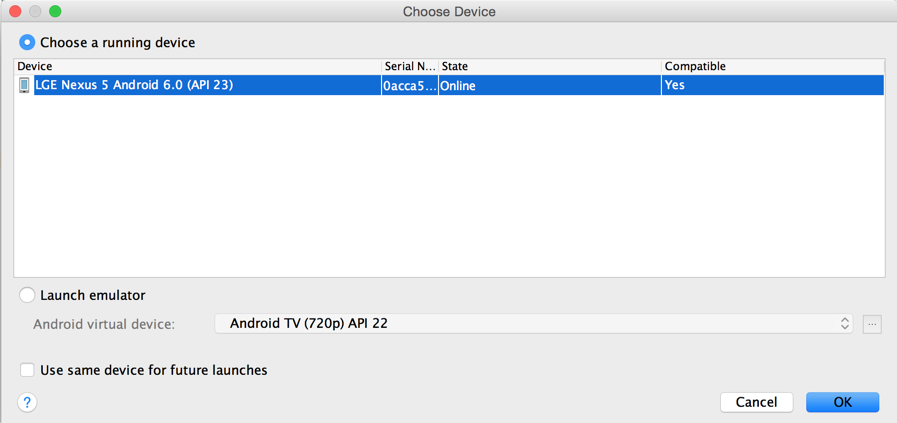 Choose Device
Choose a running device
Device Serial N... State Compatible
LGE Nexus 5 Android 6.0 (API 23) 0acca5... Online Yes
Launch emulator
Android virtual device: Android TV (720p) API 22 ...
Use same device for future launches
? Cancel OK